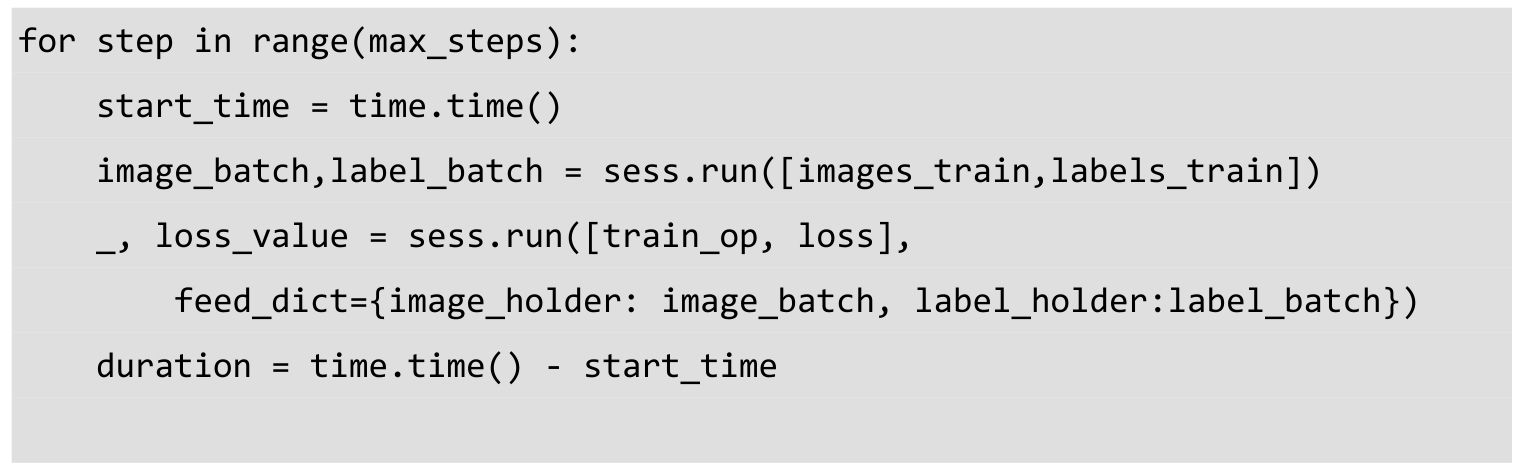 for step in range(max_steps):
    start_time = time.time()
    image_batch,label_batch = sess.run([images_train,labels_train])
    _, loss_value = sess.run([train_op, loss],
        feed_dict={image_holder: image_batch, label_holder:label_batch})
    duration = time.time() - start_time